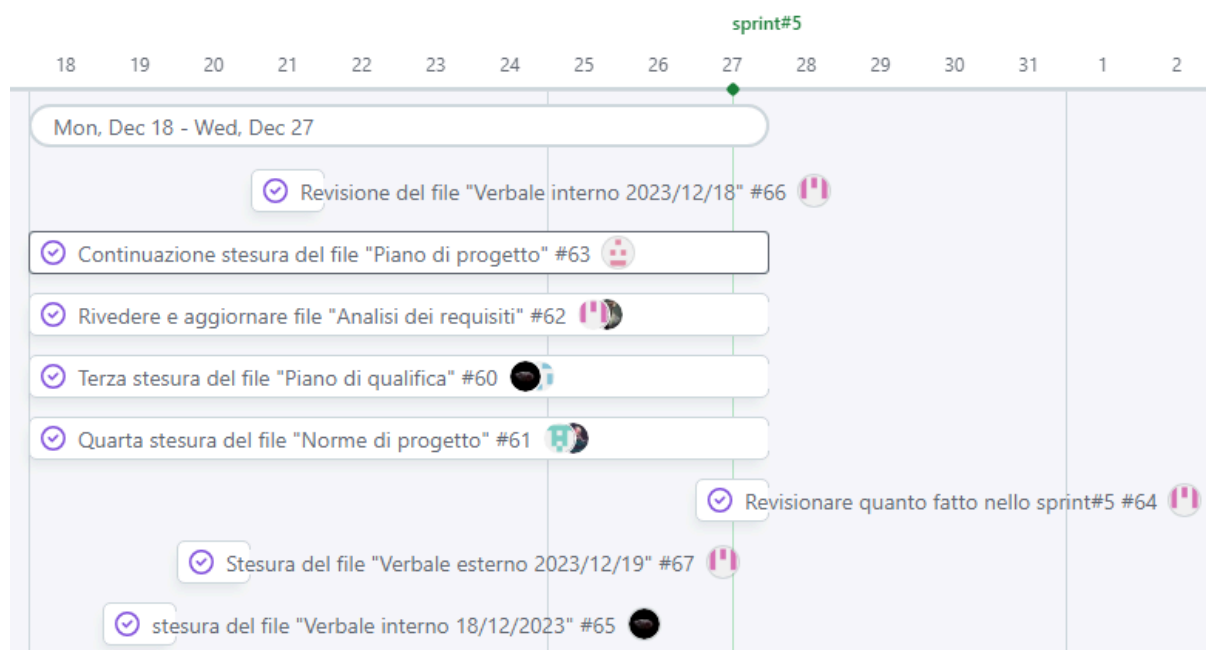 sprint#5
18 19 20 21 22 23 24 25 26 27 28 29 30 31 1 2
Mon, Dec 18 - Wed, Dec 27
Revisione del file "Verbale interno 2023/12/18" #66
Continuazione stesura del file "Piano di progetto" #63
Rivedere e aggiornare file "Analisi dei requisiti" #62
Terza stesura del file "Piano di qualifica" #60
Quarta stesura del file "Norme di progetto" #61
Revisionare quanto fatto nello sprint#5 #64
Stesura del file "Verbale esterno 2023/12/19" #67
stesura del file "Verbale interno 18/12/2023" #65